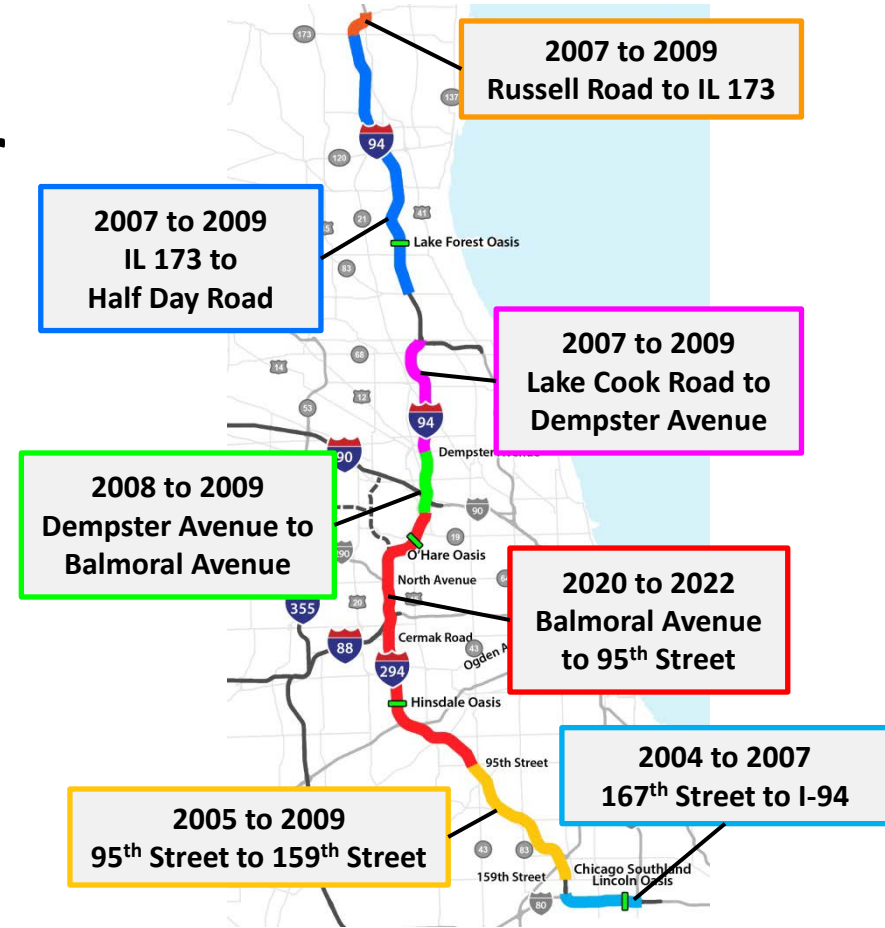 2007 to 2009
Russell Road to IL 173
173
137
94
120
2007 to 2009
IL 173 to
Half Day Road
21
41
Lake Forest Oasis
83
2007 to 2009
Lake Cook Road to
Dempster Avenue
68
14
12
53
94
Dempster
90
2008 to 2009
Dempster Avenue to
Balmoral Avenue
90
19
O'Hare Oasis
290
North Avenue
2020 to 2022
Balmoral Avenue
to 95th Street
355
20
Cermak Road
88
43
Ogden A
294
Hinsdale Oasis
95th Street
2004 to 2007
167th Street to I-94
2005 to 2009
95th Street to 159th Street
43
83
159th Street
Chicago Southland
Lincoln Oasis
80